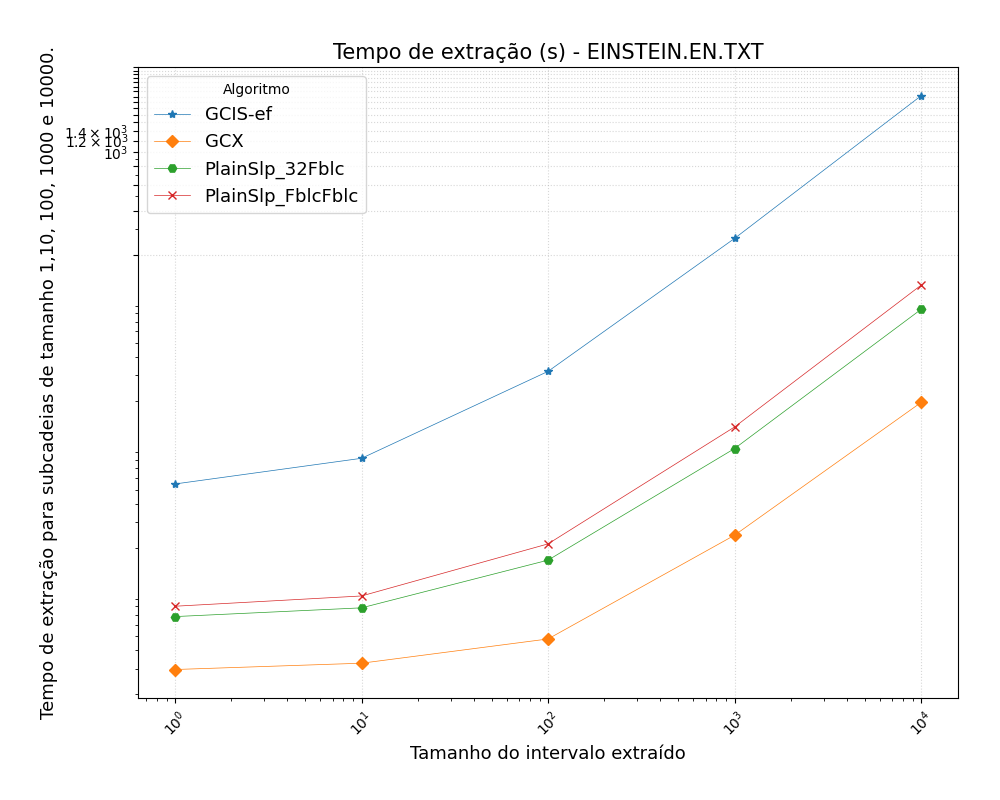 Tempo de extração (s) - EINSTEIN.EN.TXT
Tempo de extração para subcadeias de tamanho 1,10, 100, 1000 e 10000.
1.4 × 10³
1.2 × 10³
10³
Algoritmo
GCIS-ef
GCX
PlainSlp_32Fblc
PlainSlp_FblcFblc
10⁰ 10¹ 10² 10³ 10⁴
Tamanho do intervalo extraído